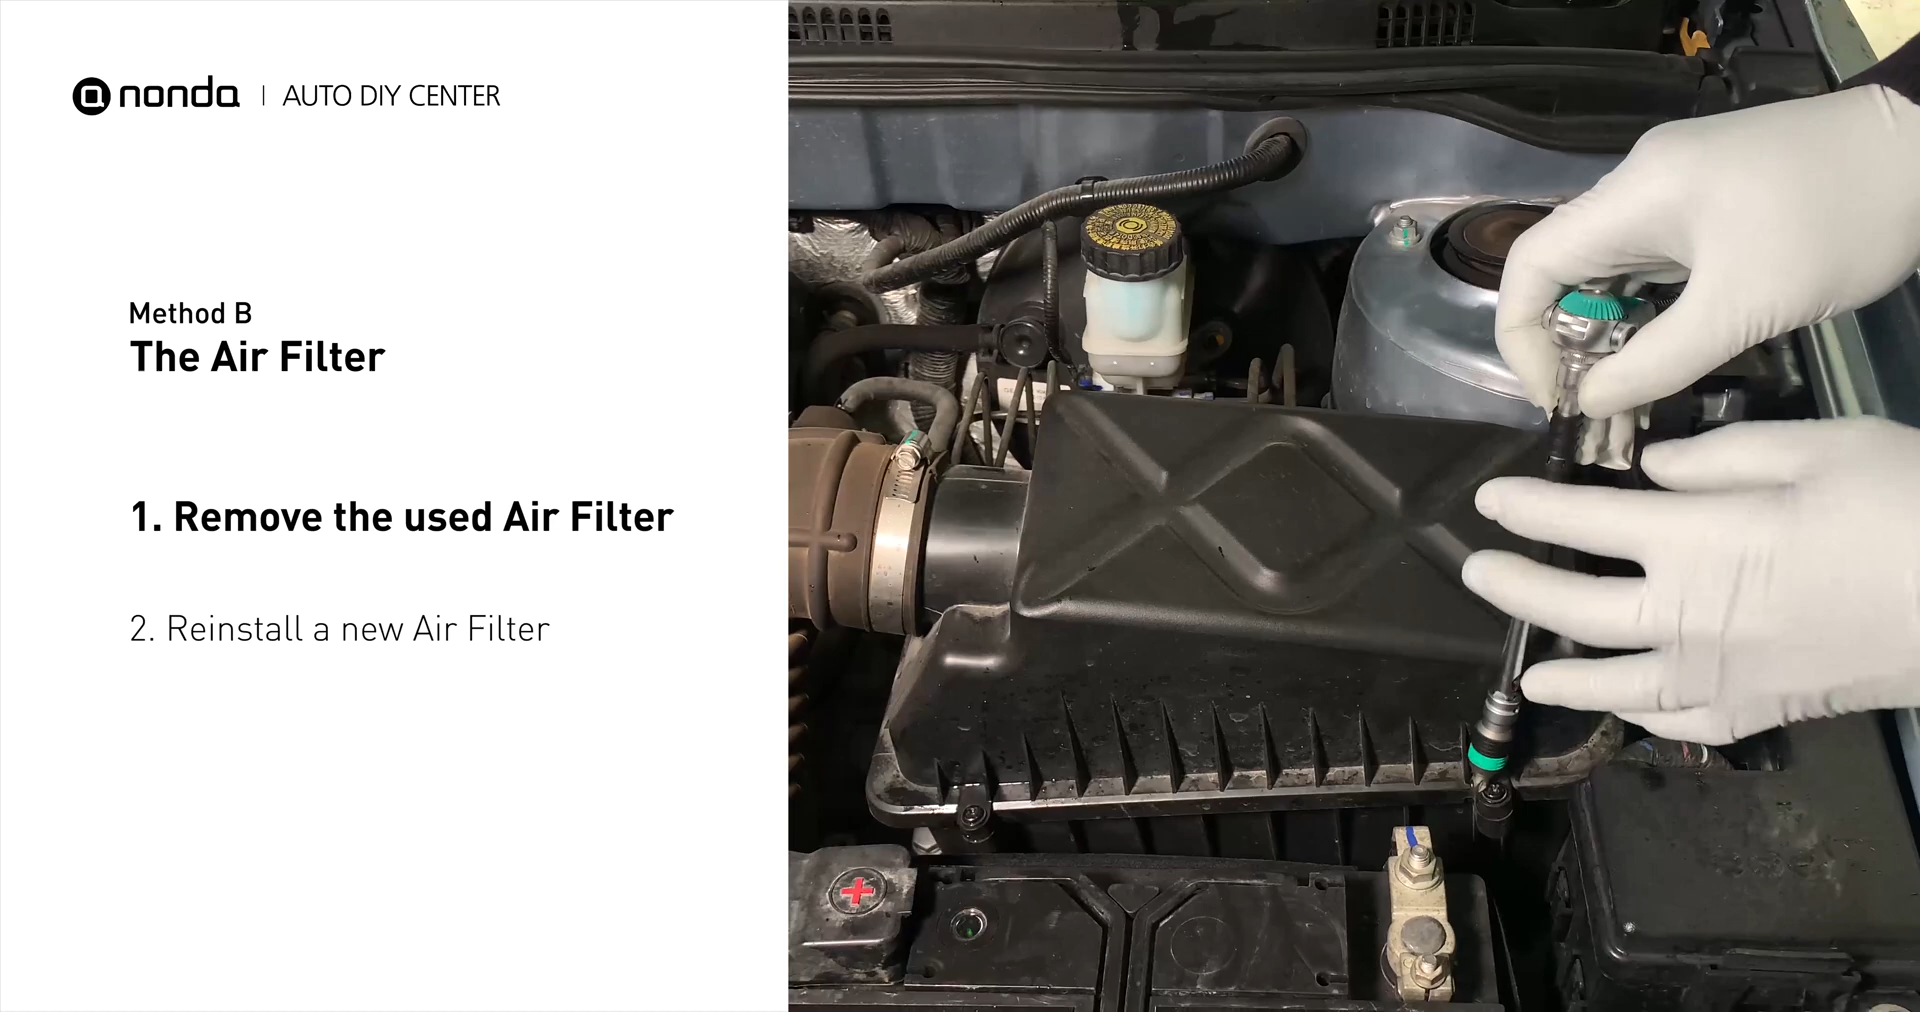 nonda | AUTO DIY CENTER
Method B
The Air Filter
1. Remove the used Air Filter
2. Reinstall a new Air Filter